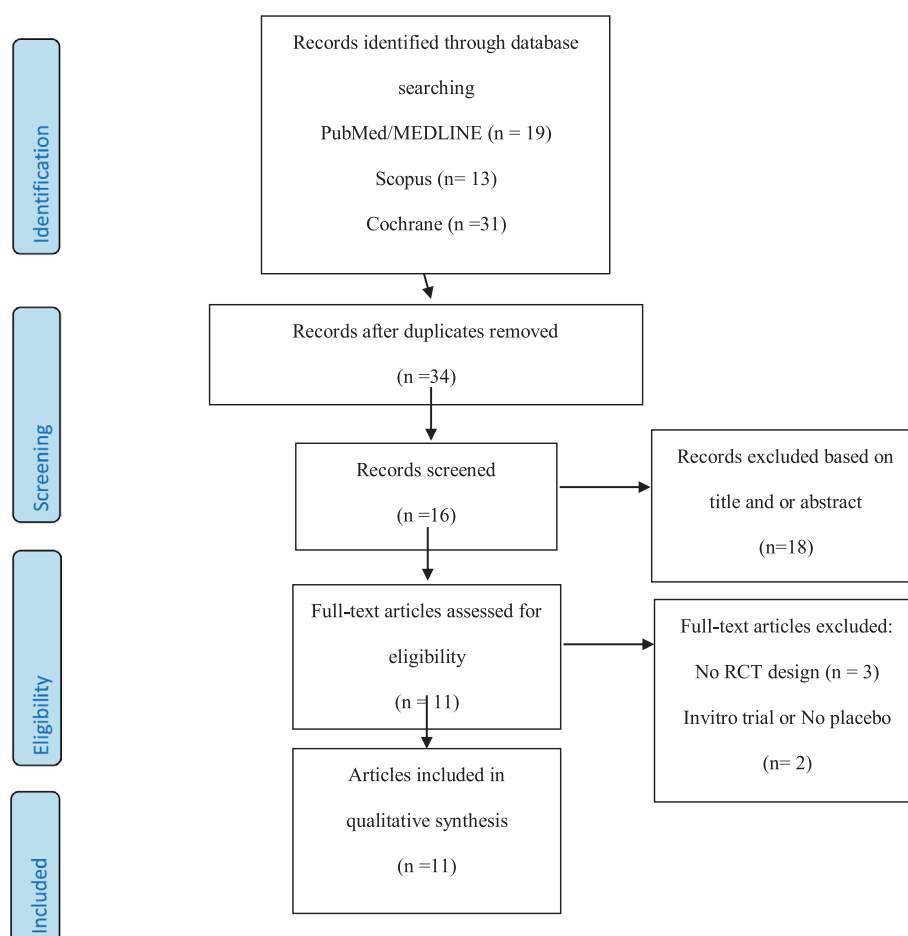 Identification
Records identified through database
searching
PubMed/MEDLINE (n = 19)
Scopus (n= 13)
Cochrane (n =31)
Screening
Records after duplicates removed
(n =34)
Records screened
(n =16)
Records excluded based on
title and or abstract
(n=18)
Eligibility
Full-text articles assessed for
eligibility
(n = 11)
Full-text articles excluded:
No RCT design (n = 3)
Invitro trial or No placebo
(n= 2)
Included
Articles included in
qualitative synthesis
(n =11)